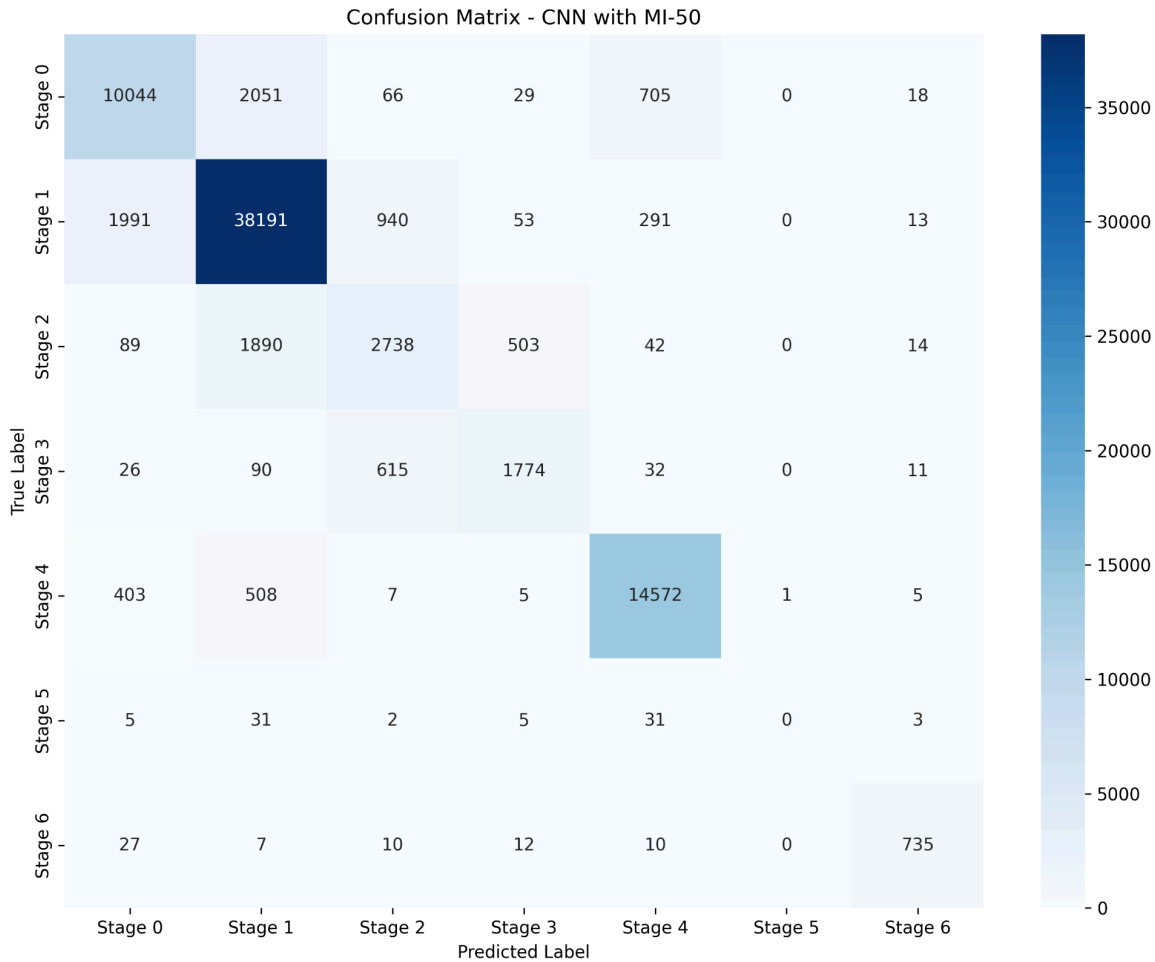 Confusion Matrix - CNN with MI-50
Stage 0 10044 2051 66 29 705 0 18
Stage 1 1991 38191 940 53 291 0 13
Stage 2 89 1890 2738 503 42 0 14
Stage 3 26 90 615 1774 32 0 11
Stage 4 403 508 7 5 14572 1 5
Stage 5 5 31 2 5 31 0 3
Stage 6 27 7 10 12 10 0 735
True Label
Stage 0 Stage 1 Stage 2 Stage 3 Stage 4 Stage 5 Stage 6
Predicted Label
35000
30000
25000
20000
15000
10000
5000
0